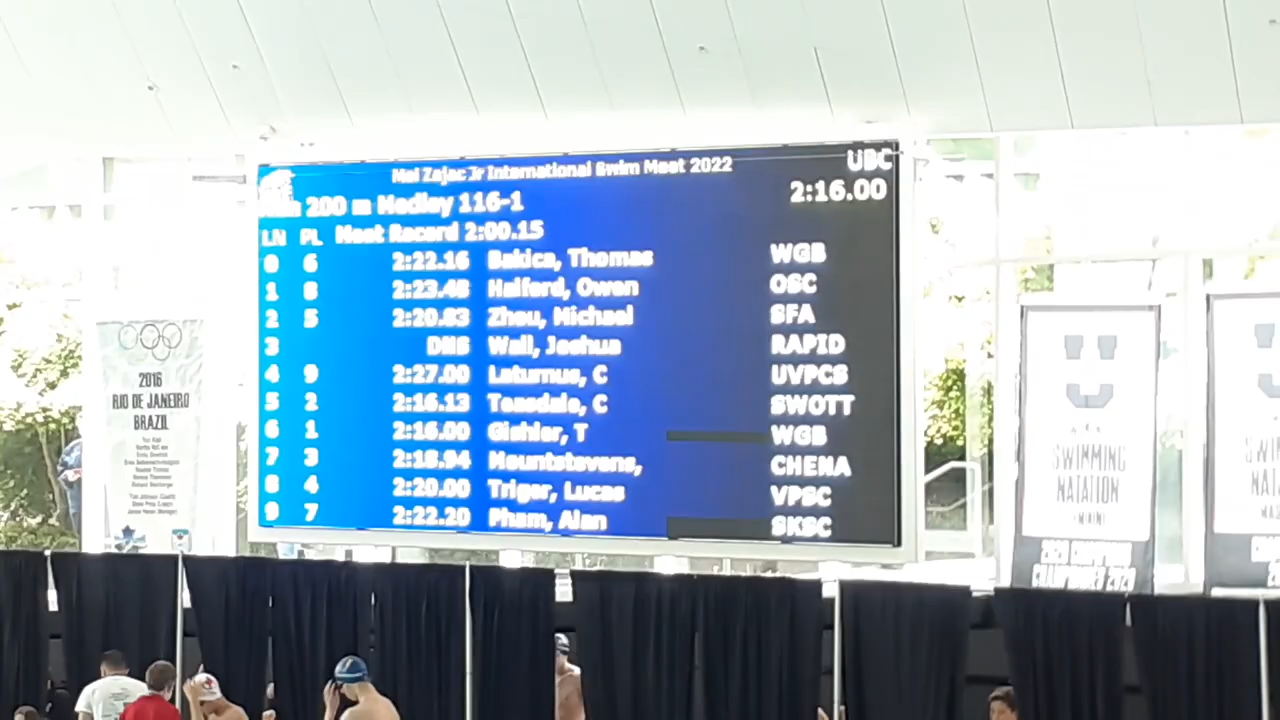 Mel Zajac Jr International Swim Meet 2022
UBC
200 m Medley 116-1
2:16.00
LN PL Meet Record 2:00.15
0 6 2:22.16 Bakica, Thomas WGB
1 8 2:23.48 Halford, Owen OSC
2 5 2:20.83 Zhou, Michael SFA
3 DNS Wall, Joshua RAPID
4 9 2:27.00 Laturnus, C UVPCS
5 2 2:16.13 Teasdale, C SWOTT
6 1 2:16.00 T WGB
7 3 2:18.94 Mountstevens, CHENA
8 4 2:20.00 Triger, Lucas VPSC
9 7 2:22.20 Pham, Alan SKSC
2016
RIO DE JANEIRO
BRAZIL
U
SWIMMING
NATATION